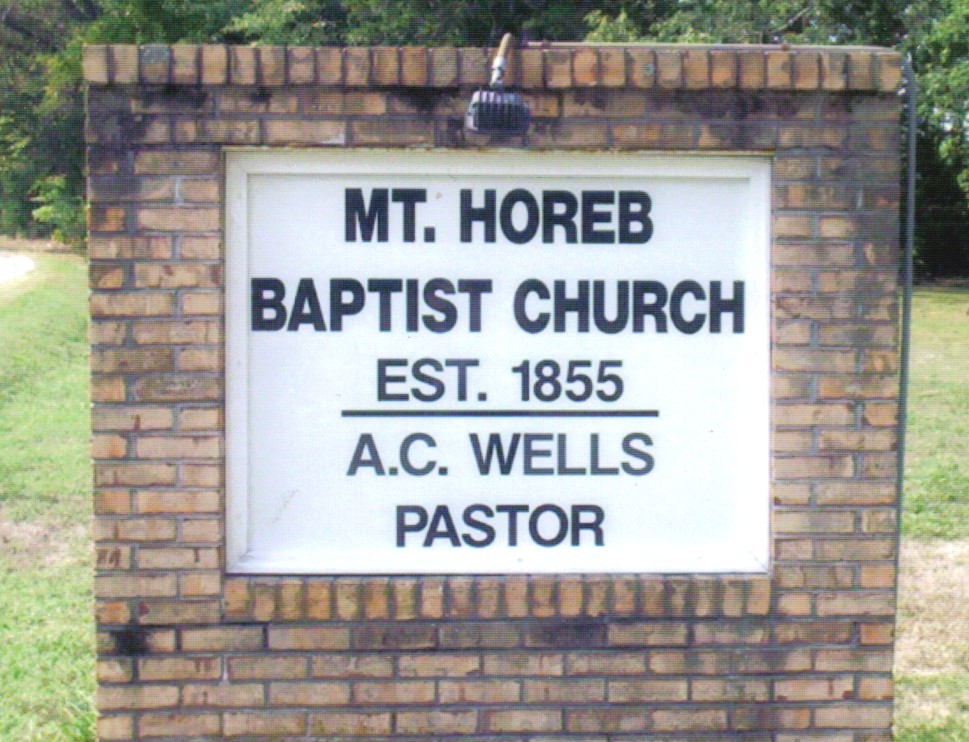 MT. HOREB
BAPTIST CHURCH
EST. 1855
A.C. WELLS
PASTOR